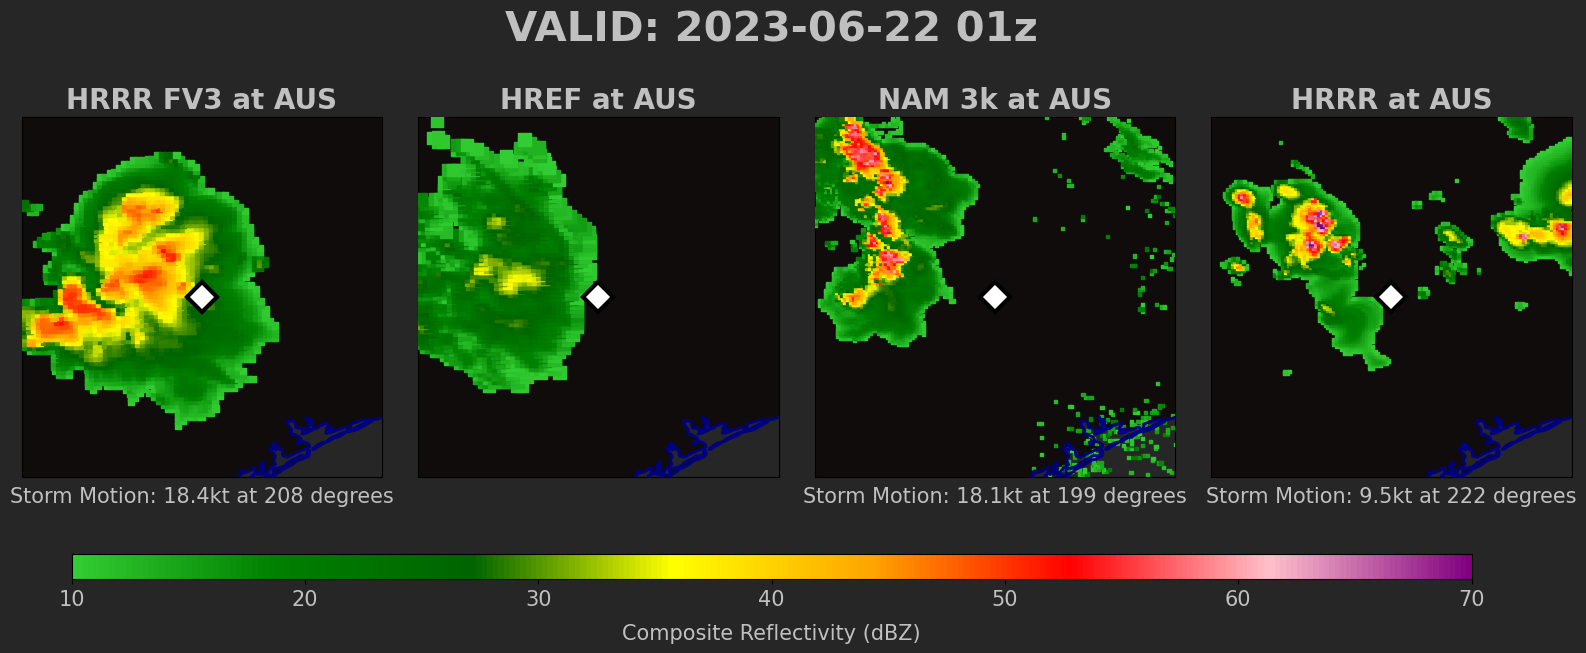 VALID: 2023-06-22 01z
HRRR FV3 at AUS
HREF at AUS
NAM 3k at AUS
HRRR at AUS
Storm Motion: 18.4kt at 208 degrees
Storm Motion: 18.1kt at 199 degrees
Storm Motion: 9.5kt at 222 degrees
10 20 30 40 50 60 70
Composite Reflectivity (dBZ)